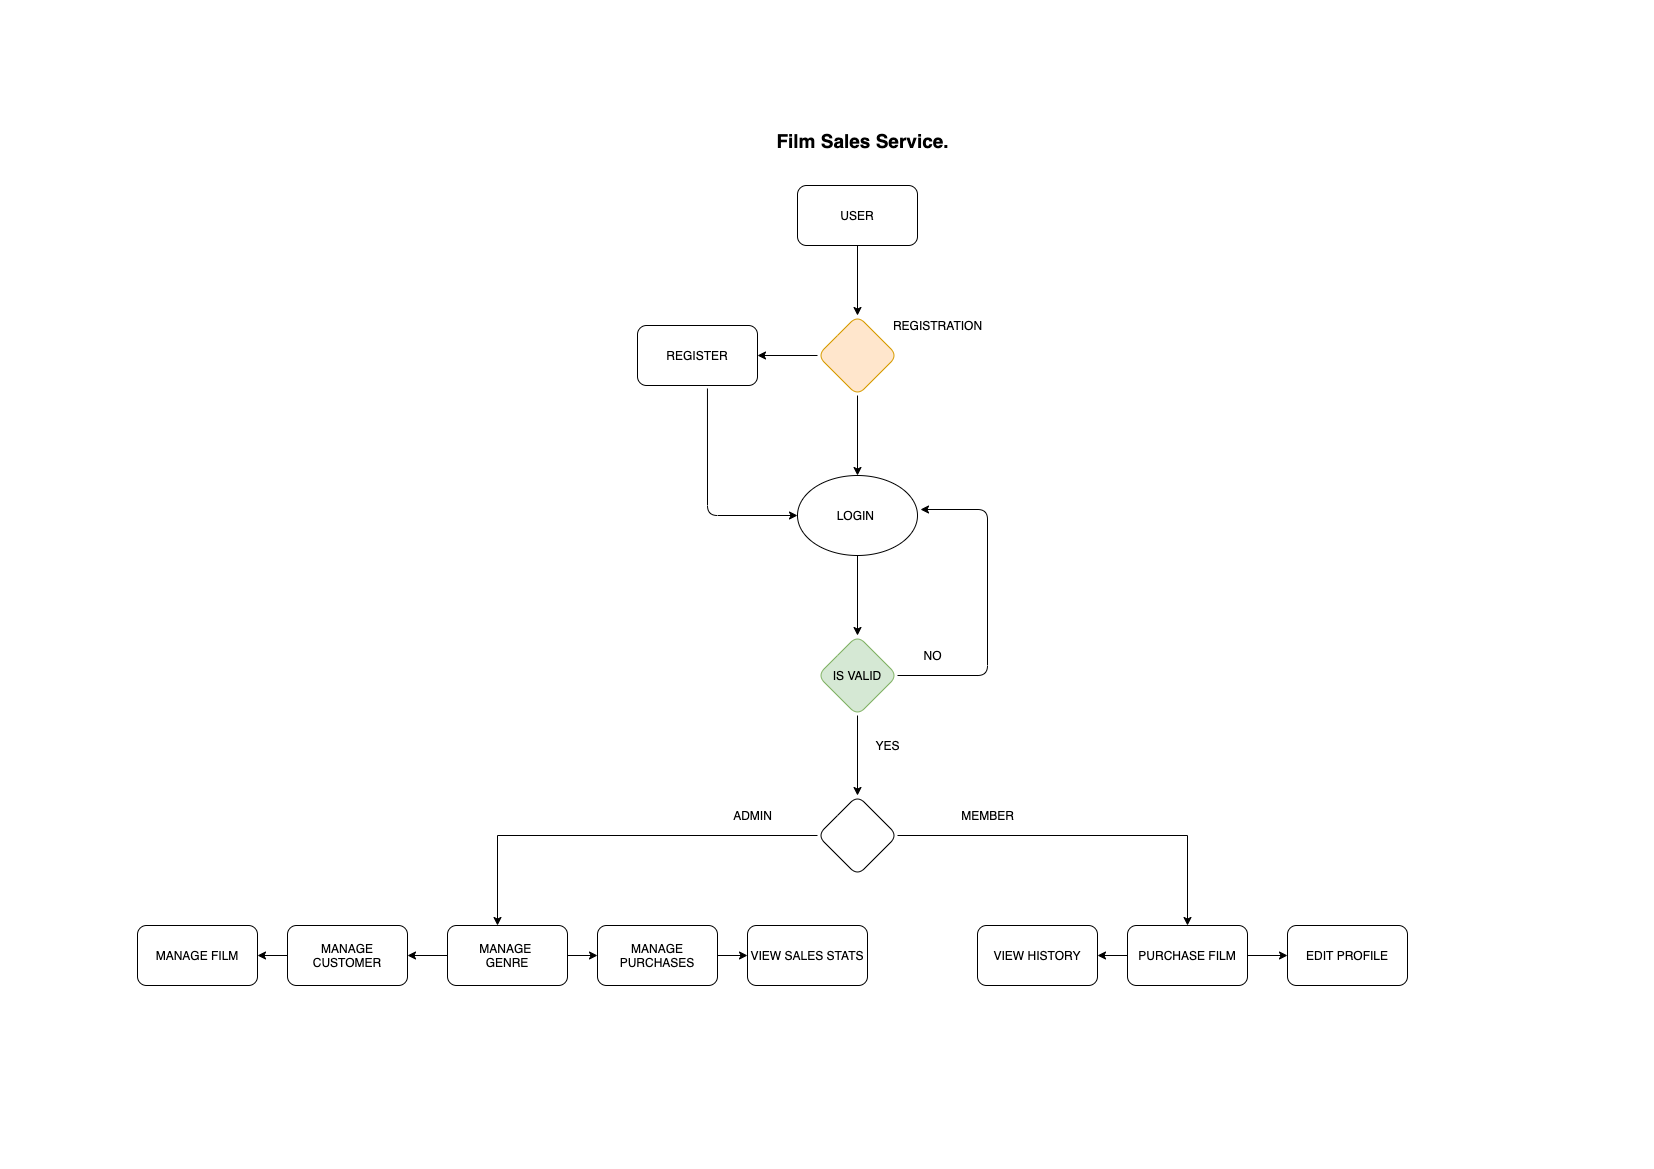 Film Sales Service.
USER
REGISTRATION
REGISTER
LOGIN
NO
IS VALID
YES
ADMIN
MEMBER
MANAGE FILM
MANAGE
CUSTOMER
MANAGE
GENRE
MANAGE
PURCHASES
VIEW SALES STATS
VIEW HISTORY
PURCHASE FILM
EDIT PROFILE